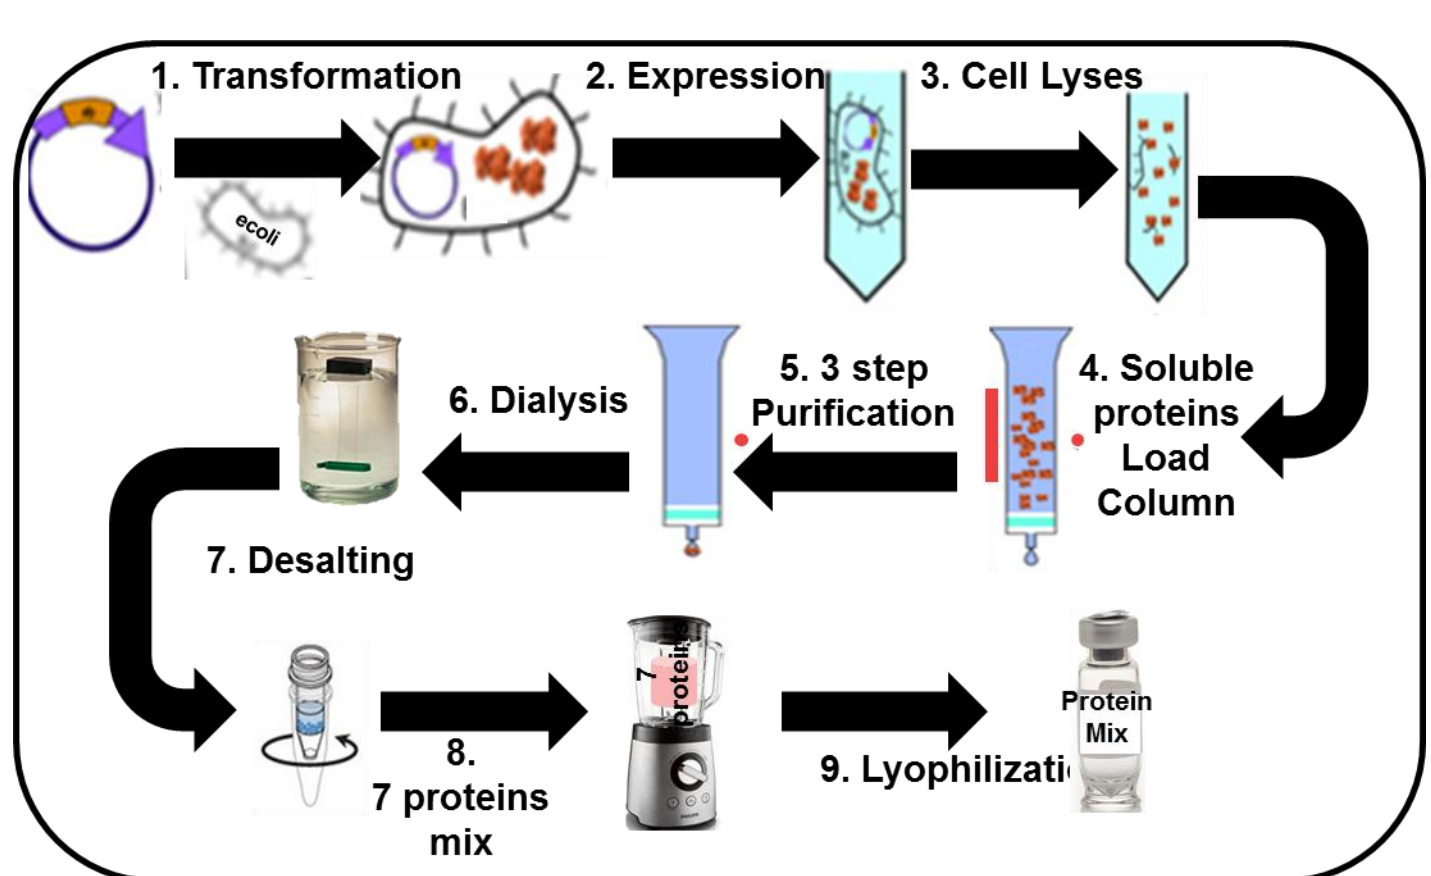 1. Transformation
2. Expression
3. Cell Lyses
ecoli
4. Soluble
proteins
Load
Column
5. 3 step
Purification
6. Dialysis
7. Desalting
8.
7 proteins
mix
7
proteins
9. Lyophilizati
Protein
Mix